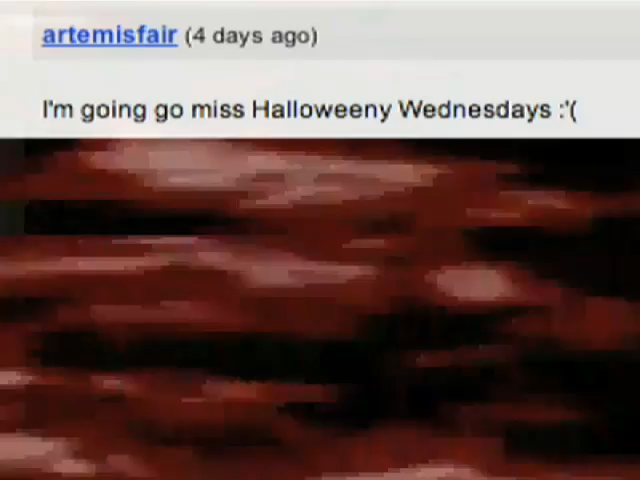 artemisfair (4 days ago)
I'm going go miss Halloweeny Wednesdays :'(